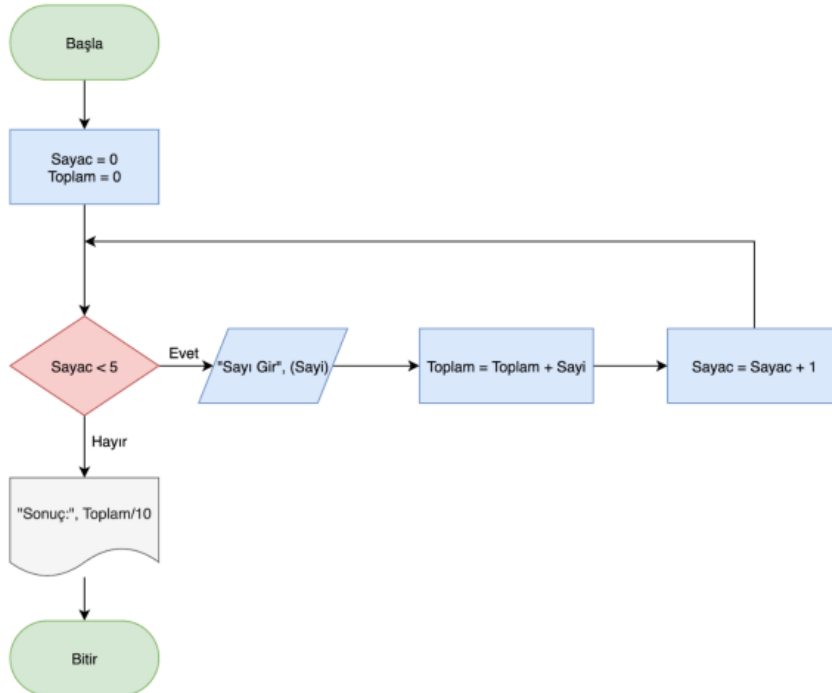 Başla
Sayac = 0
Toplam = 0
Sayac < 5
Evet
"Sayı Gir", (Sayi)
Toplam = Toplam + Sayi
Sayac = Sayac + 1
Hayır
"Sonuç:", Toplam/10
Bitir